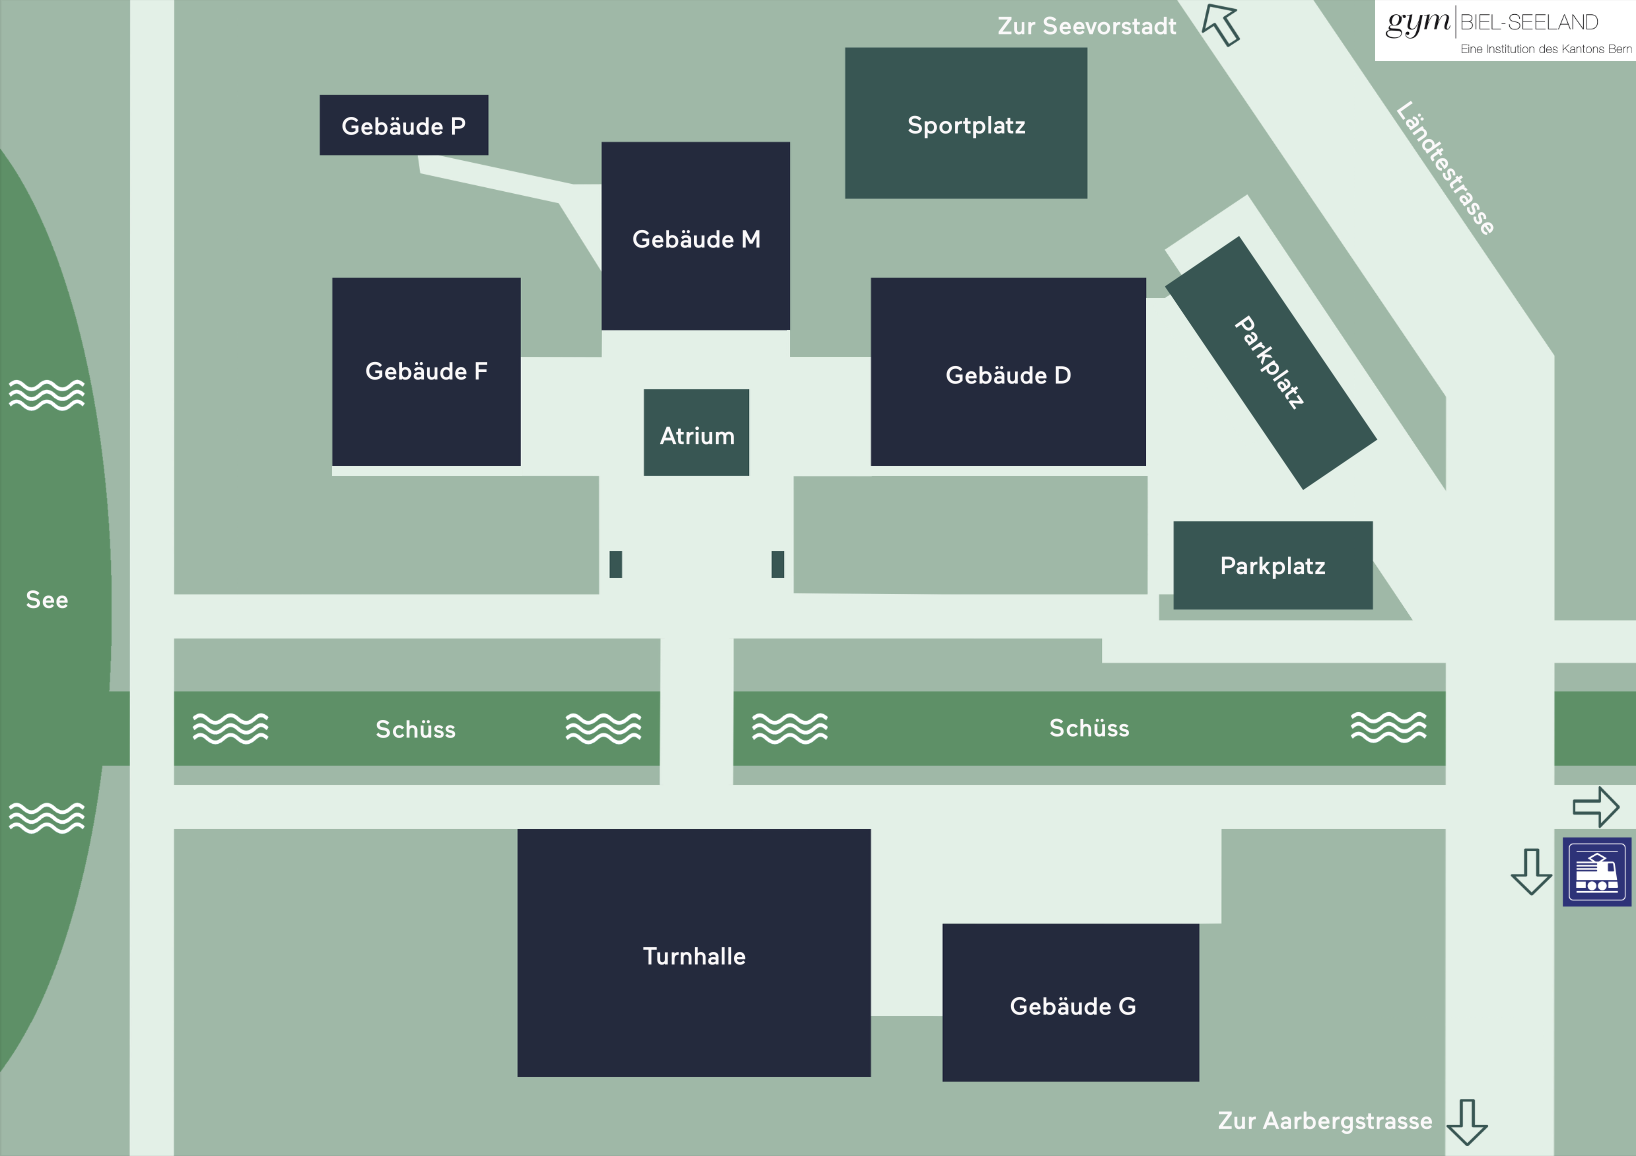 Zur Seevorstadt
gym BIEL-SEELAND
Eine Institution des Kantons Bern
Ländtestrasse
Gebäude P
Sportplatz
Gebäude M
Gebäude F
Gebäude D
Parkplatz
Atrium
Parkplatz
See
Schüss
Schüss
Turnhalle
Gebäude G
Zur Aarbergstrasse